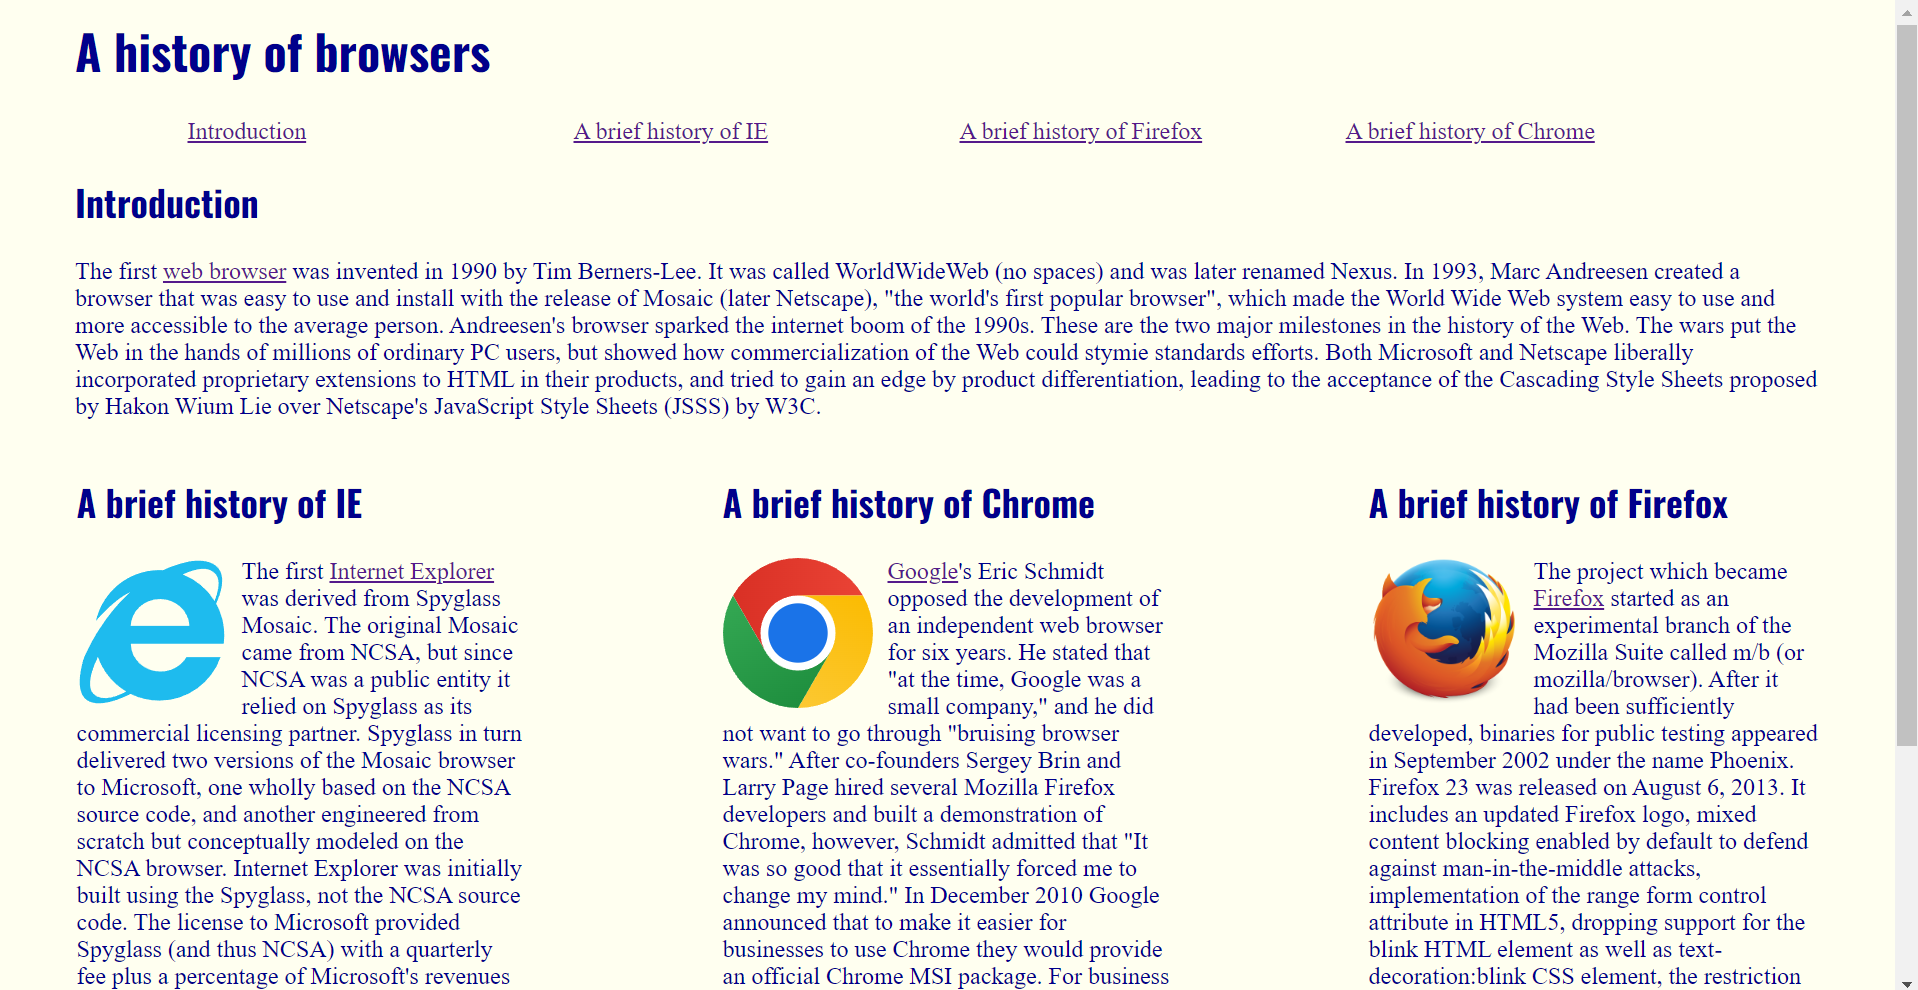 A history of browsers
Introduction
A brief history of IE
A brief history of Firefox
A brief history of Chrome
Introduction
The first web browser was invented in 1990 by Tim Berners-Lee. It was called WorldWideWeb (no spaces) and was later renamed Nexus. In 1993, Marc Andreesen created a
browser that was easy to use and install with the release of Mosaic (later Netscape), "the world's first popular browser", which made the World Wide Web system easy to use and
more accessible to the average person. Andreesen's browser sparked the internet boom of the 1990s. These are the two major milestones in the history of the Web. The wars put the
Web in the hands of millions of ordinary PC users, but showed how commercialization of the Web could stymie standards efforts. Both Microsoft and Netscape liberally
incorporated proprietary extensions to HTML in their products, and tried to gain an edge by product differentiation, leading to the acceptance of the Cascading Style Sheets proposed
by Hakon Wium Lie over Netscape's JavaScript Style Sheets (JSSS) by W3C.
A brief history of IE
The first Internet Explorer
was derived from Spyglass
Mosaic. The original Mosaic
came from NCSA, but since
NCSA was a public entity it
relied on Spyglass as its
commercial licensing partner. Spyglass in turn
delivered two versions of the Mosaic browser
to Microsoft, one wholly based on the NCSA
source code, and another engineered from
scratch but conceptually modeled on the
NCSA browser. Internet Explorer was initially
built using the Spyglass, not the NCSA source
code. The license to Microsoft provided
Spyglass (and thus NCSA) with a quarterly
fee plus a percentage of Microsoft's revenues
A brief history of Chrome
Google's Eric Schmidt
opposed the development of
an independent web browser
for six years. He stated that
"at the time, Google was a
small company," and he did
not want to go through "bruising browser
wars." After co-founders Sergey Brin and
Larry Page hired several Mozilla Firefox
developers and built a demonstration of
Chrome, however, Schmidt admitted that "It
was so good that it essentially forced me to
change my mind." In December 2010 Google
announced that to make it easier for
businesses to use Chrome they would provide
an official Chrome MSI package. For business
A brief history of Firefox
The project which became
Firefox started as an
experimental branch of the
Mozilla Suite called m/b (or
mozilla/browser). After it
had been sufficiently
developed, binaries for public testing appeared
in September 2002 under the name Phoenix.
Firefox 23 was released on August 6, 2013. It
includes an updated Firefox logo, mixed
content blocking enabled by default to defend
against man-in-the-middle attacks,
implementation of the range form control
attribute in HTML5, dropping support for the
blink HTML element as well as text-
decoration:blink CSS element, the restriction